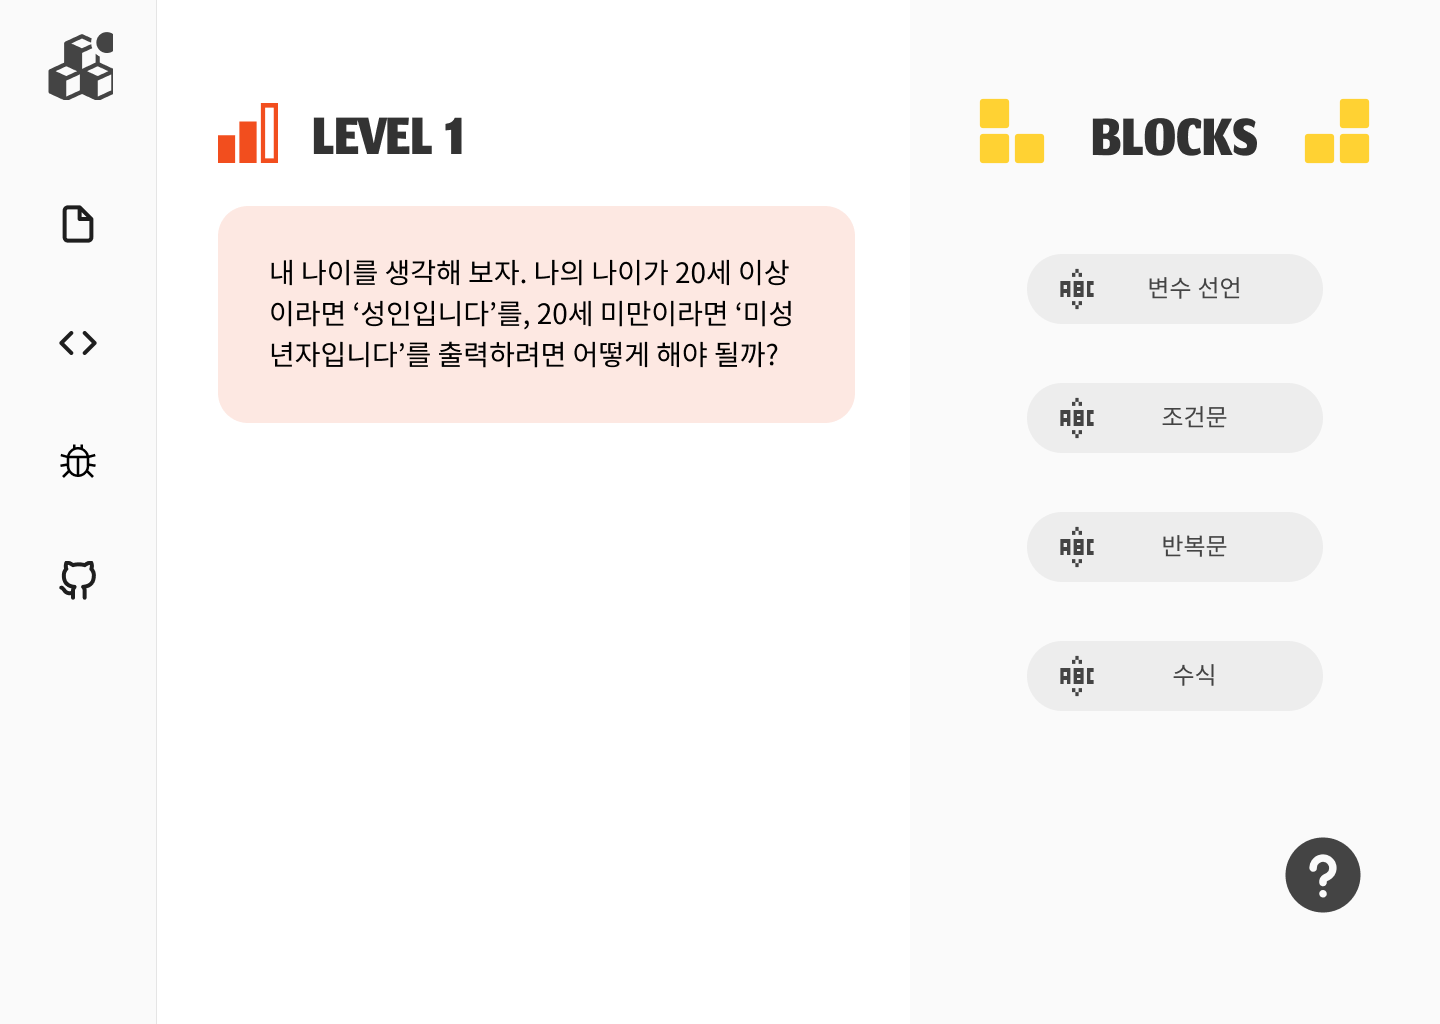 LEVEL 1
내 나이를 생각해 보자. 나의 나이가 20세 이상
이라면 ‘성인입니다’를, 20세 미만이라면 ‘미성
년자입니다’를 출력하려면 어떻게 해야 될까?
BLOCKS
ABC 변수 선언
ABC 조건문
ABC 반복문
ABC 수식
?